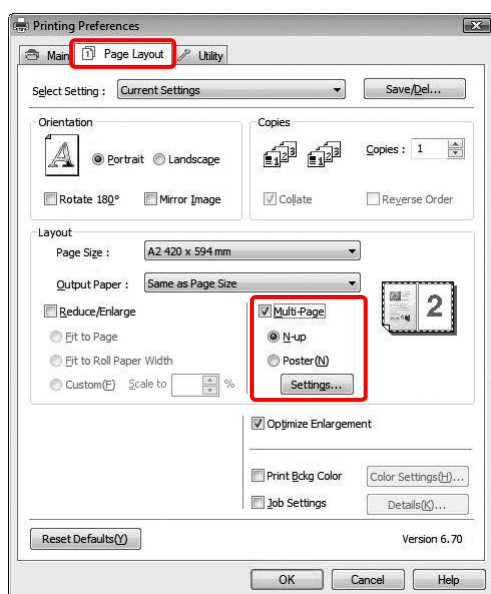 Printing Preferences
Main Page Layout Utility
Select Setting : Current Settings Save/Del...
Orientation Copies
Portrait Landscape Copies : 1
Rotate 180° Mirror Image Collate Reverse Order
Layout
Page Size : A2 420 x 594 mm
Output Paper : Same as Page Size
Reduce/Enlarge Multi-Page
Fit to Page N-up
Fit to Roll Paper Width Poster(N)
Custom(F) Scale to % Settings...
Optimize Enlargement
Print Bckg Color Color Settings(H)...
Job Settings Details(K)...
Reset Defaults(Y) Version 6.70
OK Cancel Help